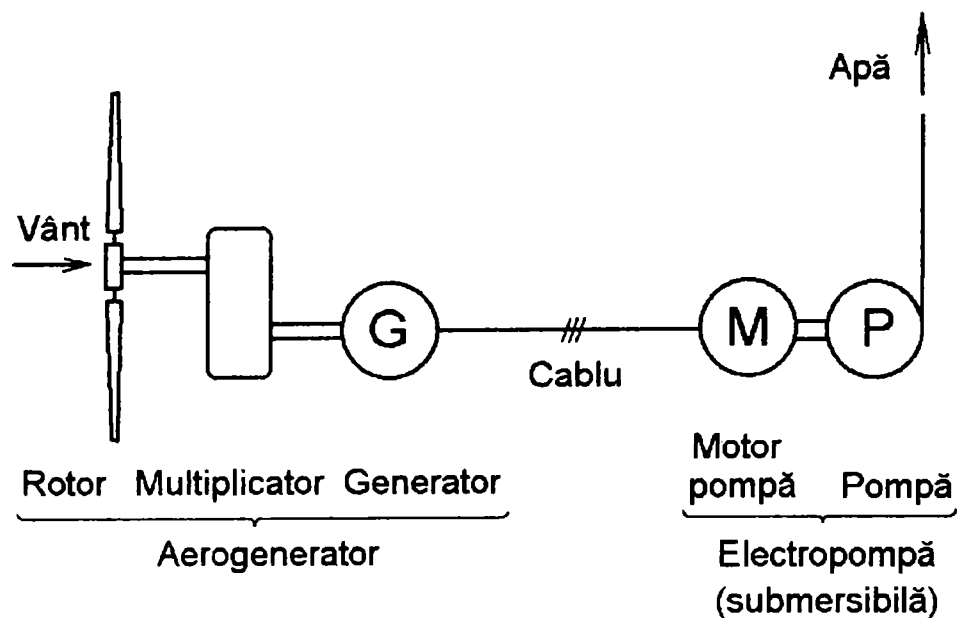 Apă
Vânt
G
M
P
Cablu
Rotor Multiplicator Generator
Aerogenerator
Motor
pompă Pompă
Electropompă
(submersibilă)